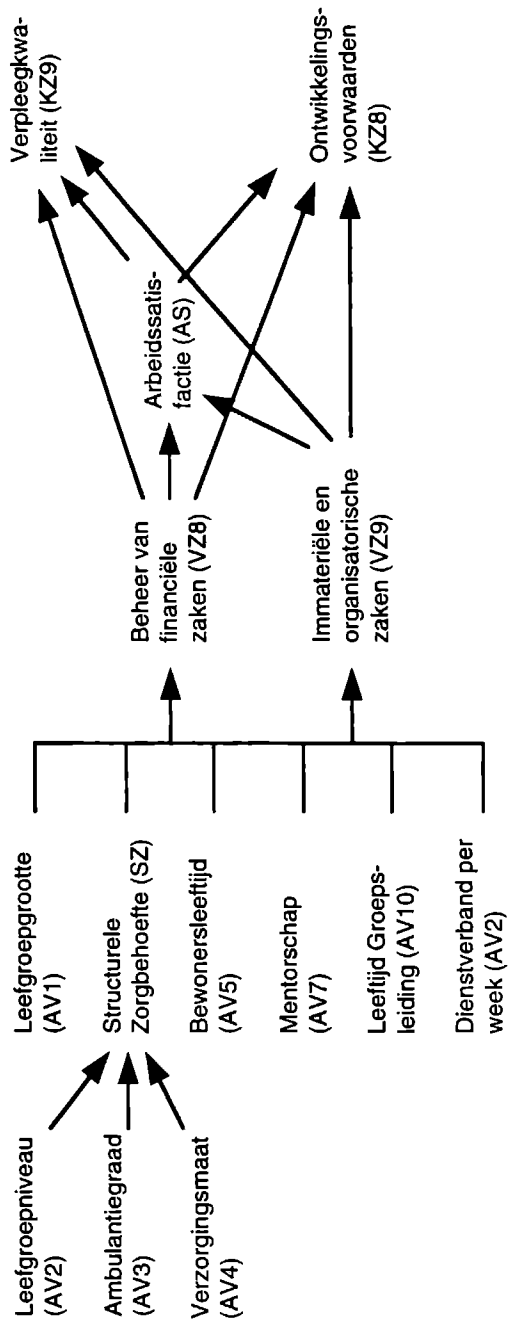 Leefgroepniveau
(AV2)
Ambulantiegraad
(AV3)
Verzorgingsmaat
(AV4)
Leefgroepgrootte
(AV1)
Structurele
Zorgbehoefte (SZ)
Bewonersleeftijd
(AV5)
Mentorschap
(AV7)
Leeftijd Groeps-
leiding (AV10)
Dienstverband per
week (AV2)
Beheer van
financiële
zaken (VZ8)
Immateriële en
organisatorische
zaken (VZ9)
Arbeidssatis-
factie (AS)
Verpleegkwa-
liteit (KZ9)
Ontwikkelings-
voorwaarden
(KZ8)